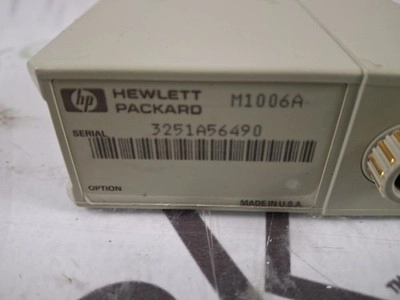 hp HEWLETT PACKARD M1006A
SERIAL 3251A56490
OPTION
MADE IN U.S.A.